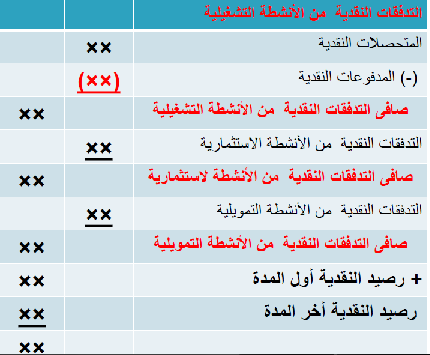 التدفقات النقدية من الأنشطة التشغيلية
المتحصلات النقدية ××
(-) المدفوعات النقدية (××)
صافى التدفقات النقدية من الأنشطة التشغيلية ××
التدفقات النقدية من الأنشطة الاستثمارية ××
صافى التدفقات النقدية من الأنشطة لاستثمارية ××
التدفقات النقدية من الأنشطة التمويلية ××
صافى التدفقات النقدية من الأنشطة التمويلية ××
+ رصيد النقدية أول المدة ××
رصيد النقدية أخر المدة ××
××